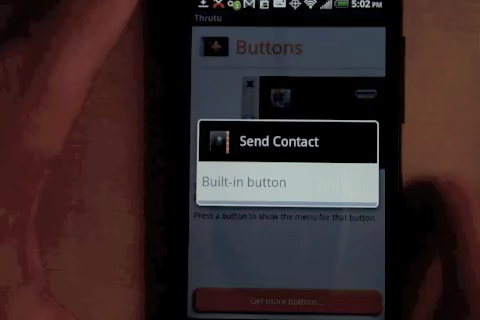 5:02 PM
Thrutu
Buttons
Send Contact
Built-in button
Press a button to show the menu for that button.
Get more buttons...